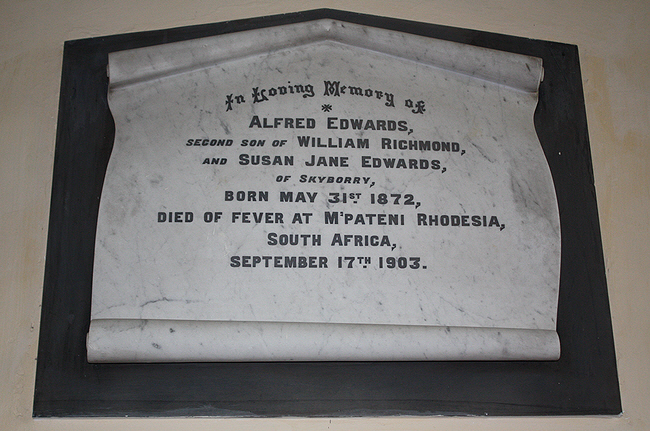 In Loving Memory of
ALFRED EDWARDS,
SECOND SON OF WILLIAM RICHMOND,
AND SUSAN JANE EDWARDS,
OF SKYBORRY,
BORN MAY 31ST 1872,
DIED OF FEVER AT M'PATENI RHODESIA,
SOUTH AFRICA,
SEPTEMBER 17TH 1903.